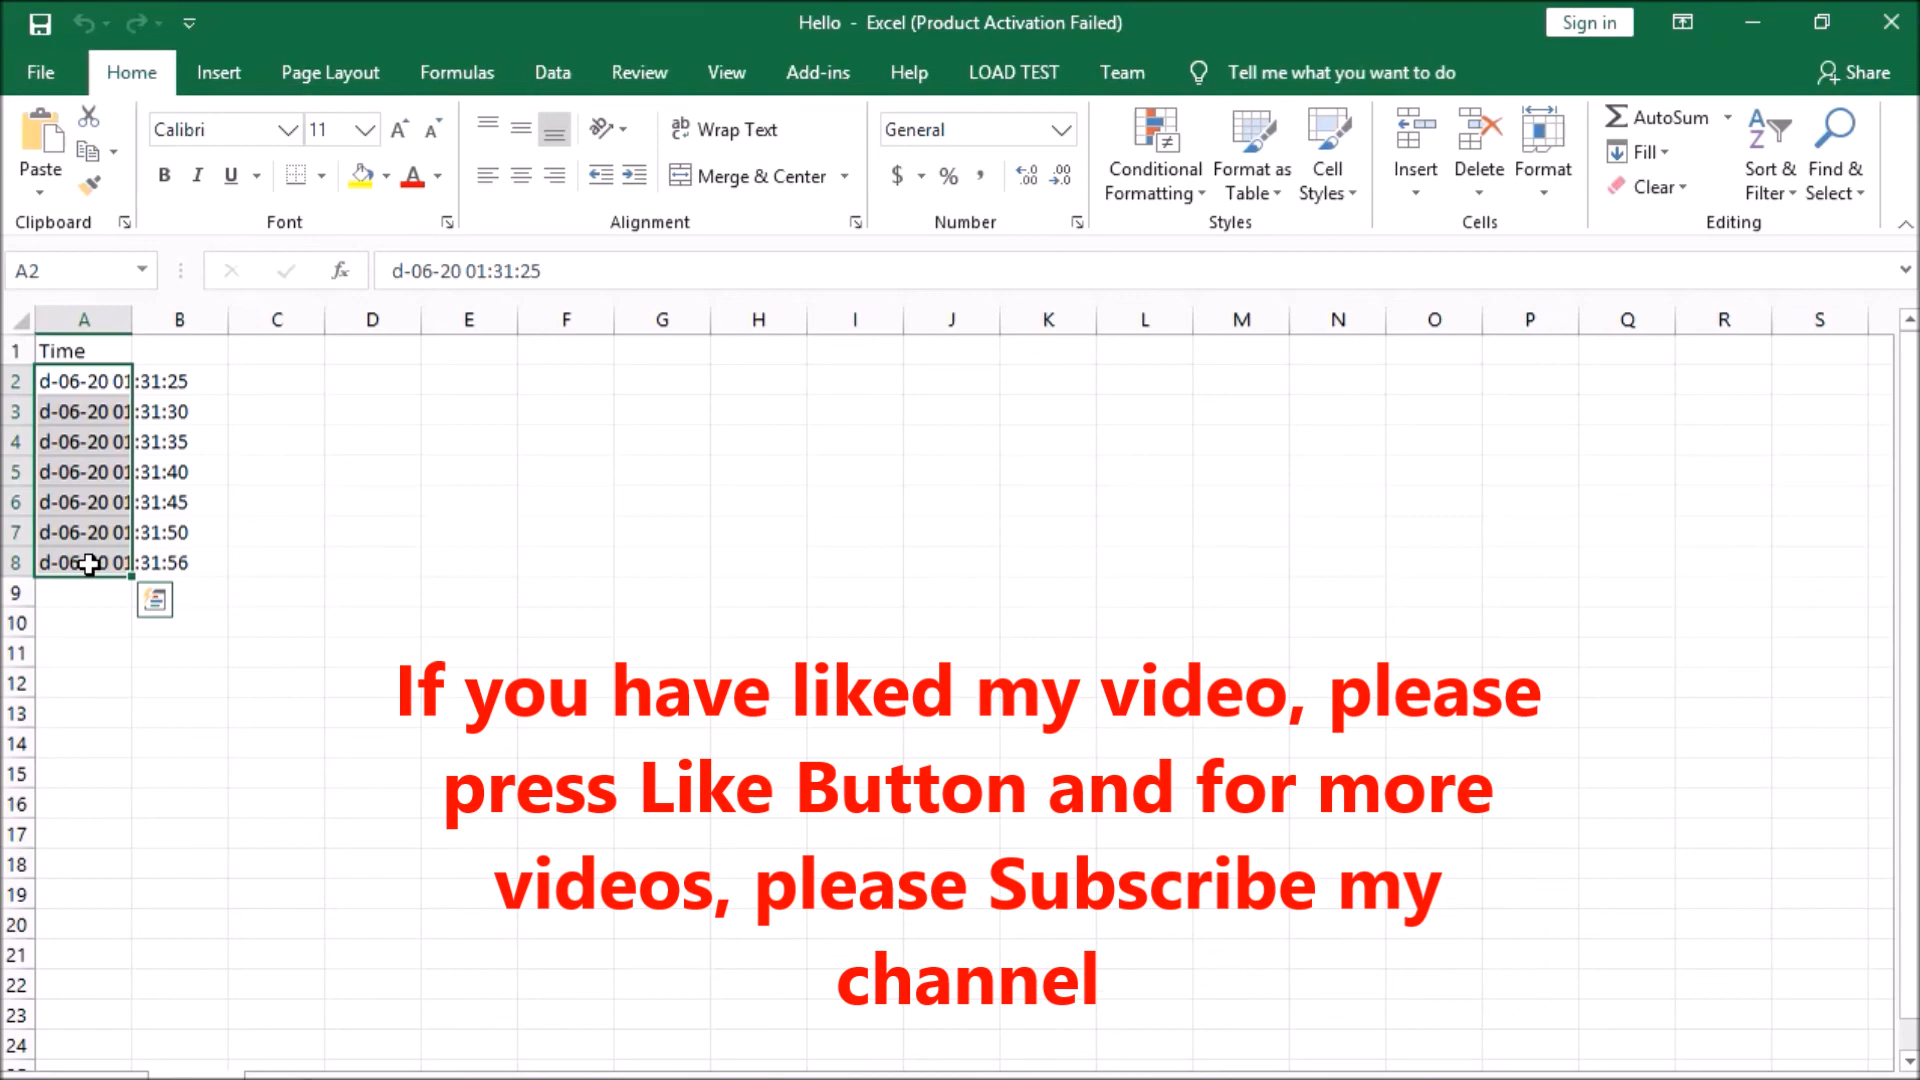 Hello - Excel (Product Activation Failed)
Sign in
File Home Insert Page Layout Formulas Data Review View Add-ins Help LOAD TEST Team Tell me what you want to do Share
Paste
Clipboard
Calibri 11
B I U
Font
Wrap Text
Merge & Center
Alignment
General
$ % ,
Number
Conditional Formatting
Format as Table
Cell Styles
Styles
Insert Delete Format
Cells
AutoSum
Fill
Clear
Sort & Filter
Find & Select
Editing
A2 fx d-06-20 01:31:25
A B C D E F G H I J K L M N O P Q R S
1 Time
2 d-06-20 01:31:25
3 d-06-20 01:31:30
4 d-06-20 01:31:35
5 d-06-20 01:31:40
6 d-06-20 01:31:45
7 d-06-20 01:31:50
8 d-06-20 01:31:56
9
10
11
12
13
14
15
16
17
18
19
20
21
22
23
24
If you have liked my video, please
press Like Button and for more
videos, please Subscribe my
channel